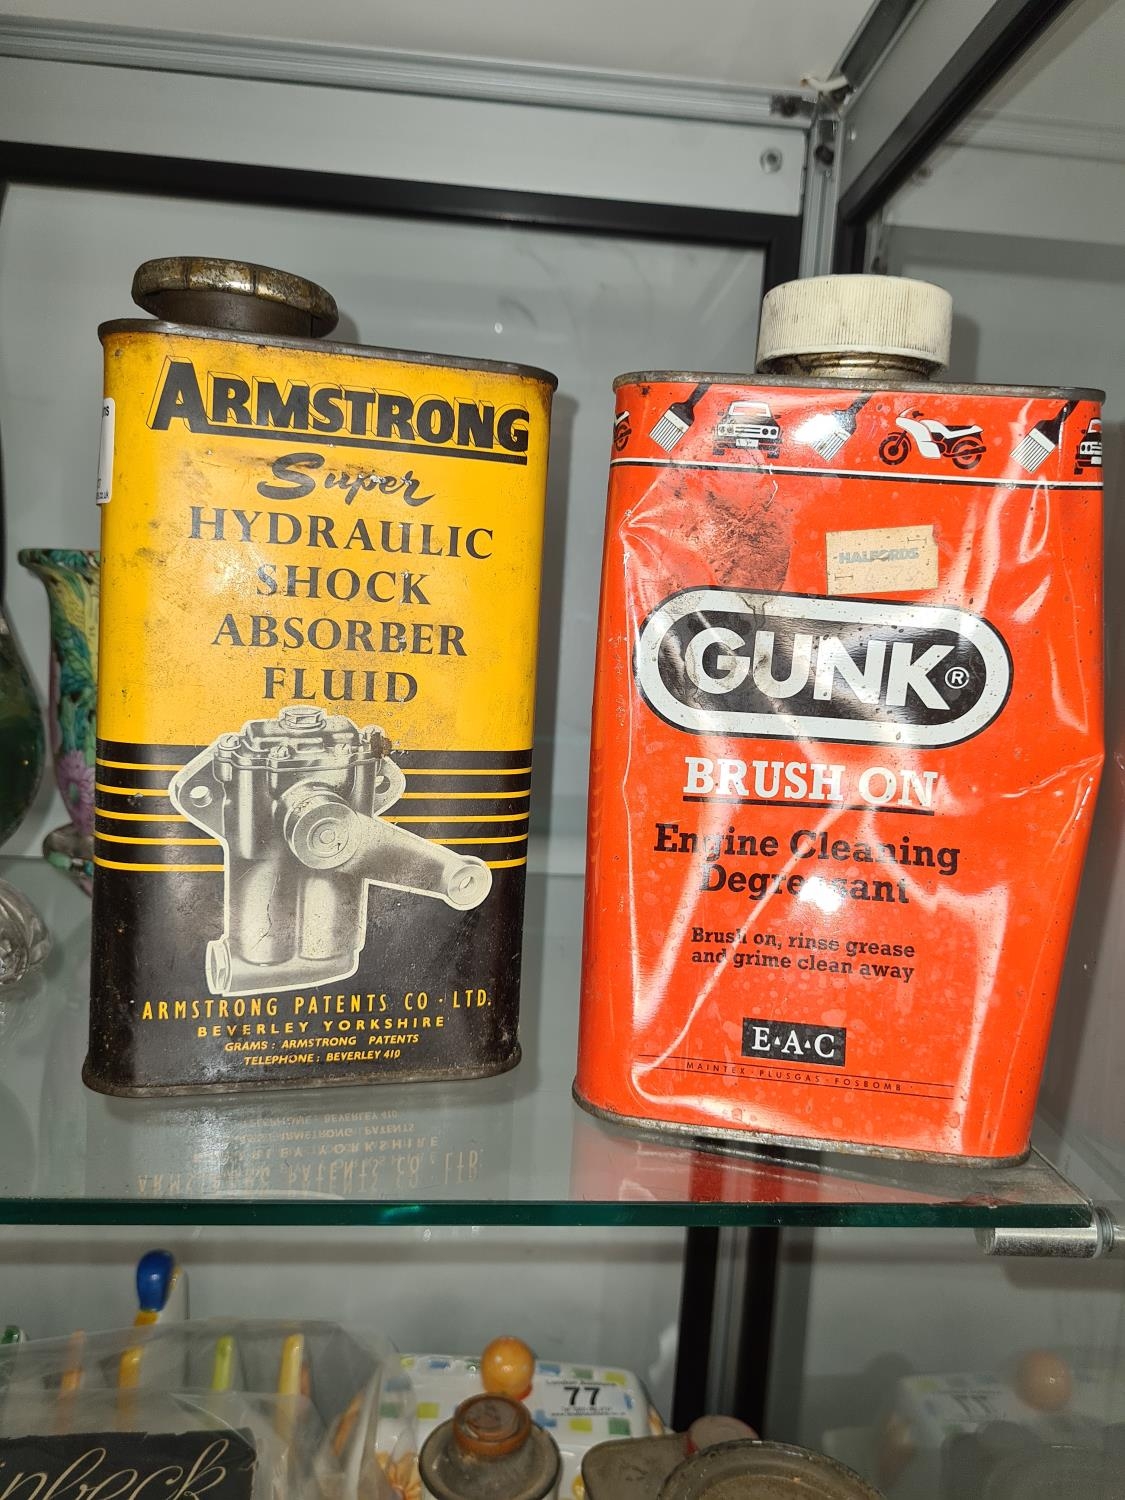 ARMSTRONG
Super
HYDRAULIC
SHOCK
ABSORBER
FLUID
ARMSTRONG PATENTS CO · LTD.
BEVERLEY YORKSHIRE
GRAMS : ARMSTRONG PATENTS
TELEPHONE : BEVERLEY 410
HALFORDS
GUNK®
BRUSH ON
Engine Cleaning
Degreasant
Brush on, rinse grease
and grime clean away
E·A·C
MAINTEX · PLUSGAS · FOSBOMB ·
77